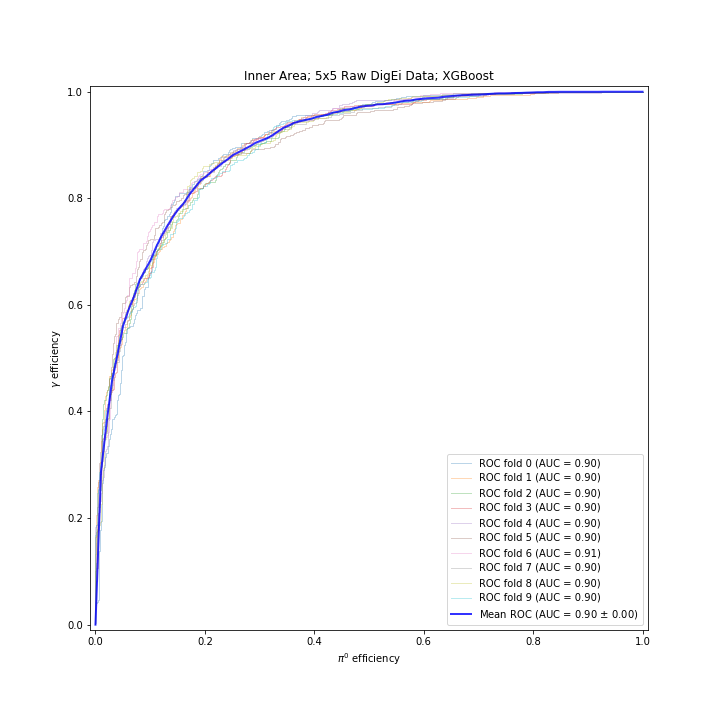 Inner Area; 5x5 Raw DigEi Data; XGBoost
1.0
0.8
0.6
0.4
0.2
0.0
γ efficiency
0.0 0.2 0.4 0.6 0.8 1.0
π⁰ efficiency
ROC fold 0 (AUC = 0.90)
ROC fold 1 (AUC = 0.90)
ROC fold 2 (AUC = 0.90)
ROC fold 3 (AUC = 0.90)
ROC fold 4 (AUC = 0.90)
ROC fold 5 (AUC = 0.90)
ROC fold 6 (AUC = 0.91)
ROC fold 7 (AUC = 0.90)
ROC fold 8 (AUC = 0.90)
ROC fold 9 (AUC = 0.90)
Mean ROC (AUC = 0.90 ± 0.00)